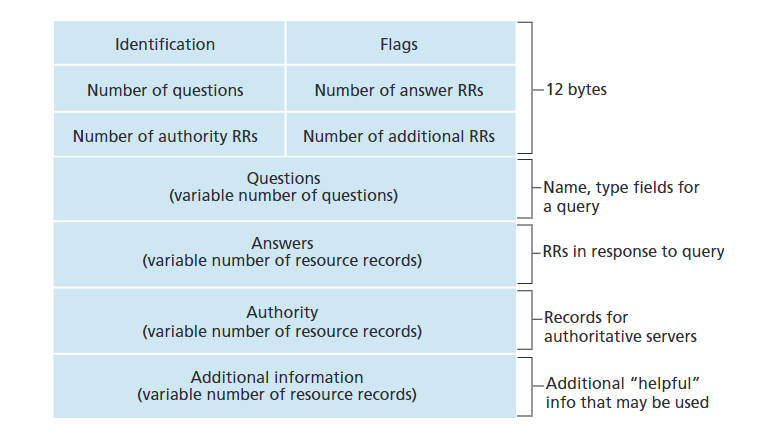 Identification
Flags
Number of questions
Number of answer RRs
12 bytes
Number of authority RRs
Number of additional RRs
Questions
(variable number of questions)
Name, type fields for
a query
Answers
(variable number of resource records)
RRs in response to query
Authority
(variable number of resource records)
Records for
authoritative servers
Additional information
(variable number of resource records)
Additional “helpful”
info that may be used